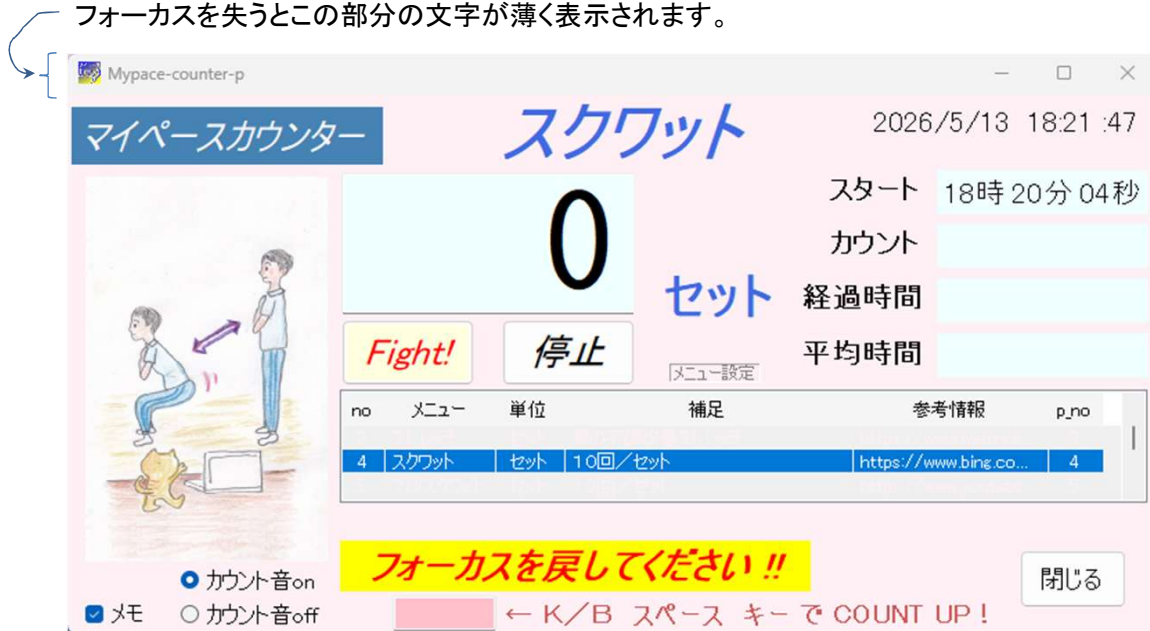 フォーカスを失うとこの部分の文字が薄く表示されます。
Mypace-counter-p
マイペースカウンター
スクワット
2026/5/13 18:21 :47
0
セット
スタート 18時 20分 04秒
カウント
経過時間
平均時間
Fight!
停止
メニュー設定
no メニュー 単位 補足 参考情報 p_no
4 スクワット セット 10回／セット https://www.bing.co... 4
フォーカスを戻してください !!
カウント音on
閉じる
メモ
カウント音off
← K／B スペース キー で COUNT UP !